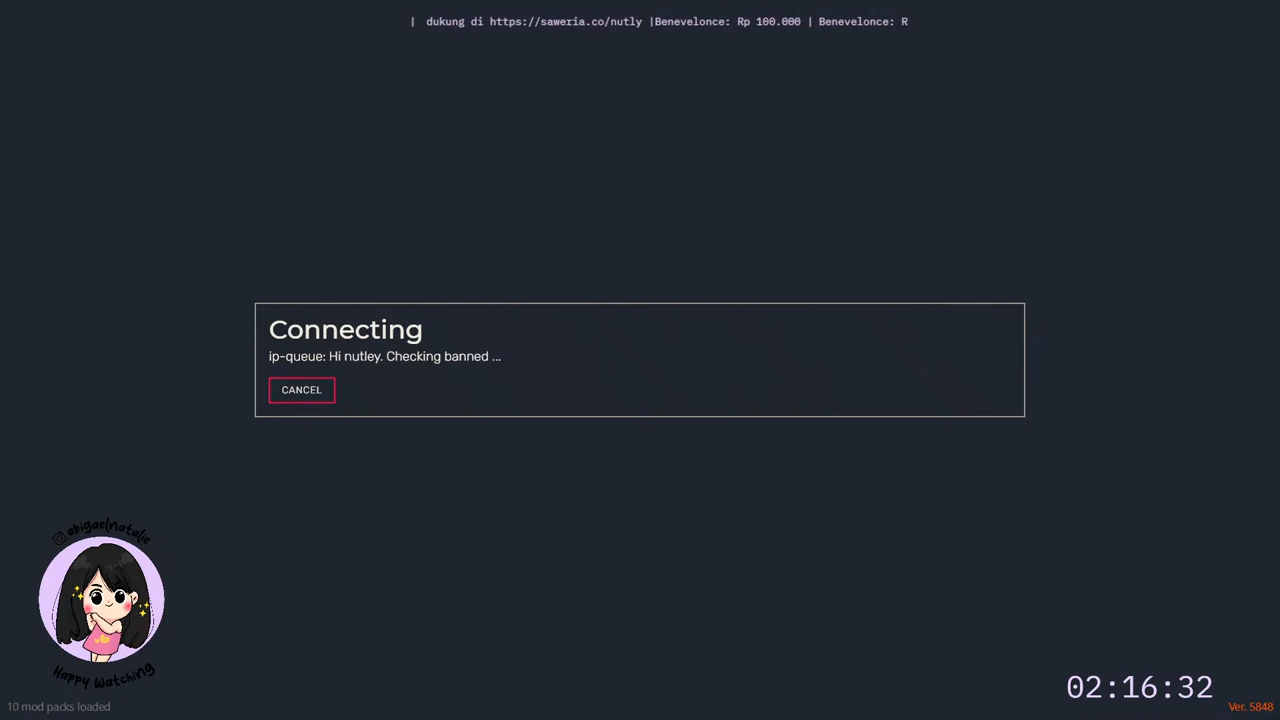 | dukung di https://saweria.co/nutly |Benevelonce: Rp 100.000 | Benevelonce: R
Connecting
ip-queue: Hi nutley. Checking banned ...
CANCEL
@abigaelnatalie
Happy Watching
02:16:32
10 mod packs loaded
Ver. 5848